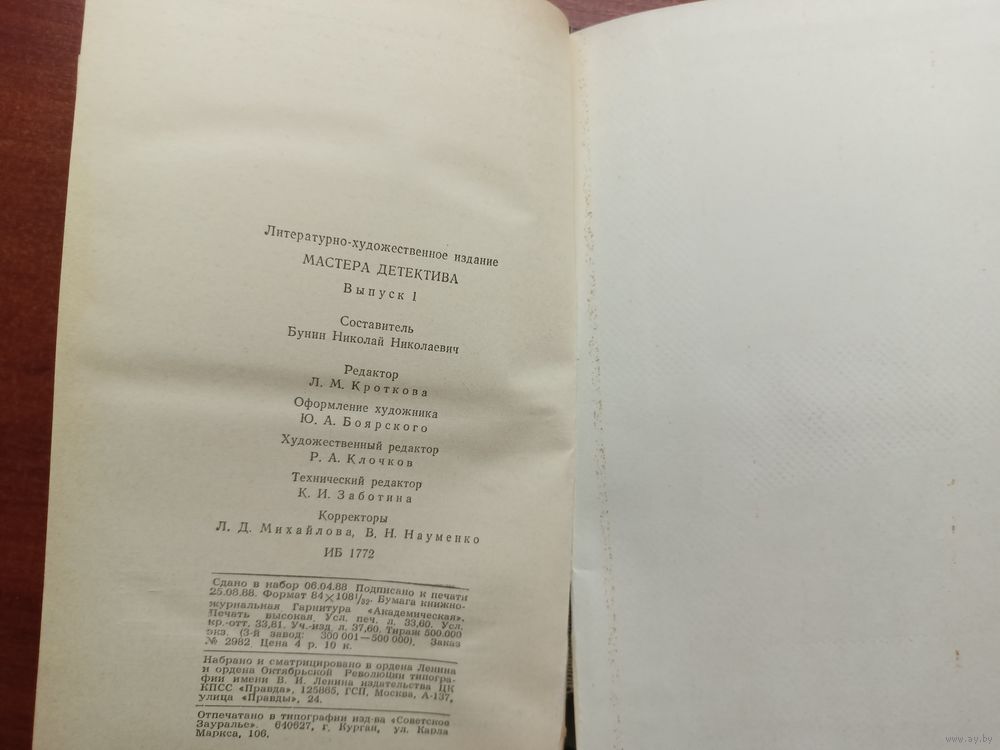 Литературно-художественное издание
МАСТЕРА ДЕТЕКТИВА
Выпуск 1
Составитель
Бунин Николай Николаевич
Редактор
Л. М. Кроткова
Оформление художника
Ю. А. Боярского
Художественный редактор
Р. А. Клочков
Технический редактор
К. И. Заботина
Корректоры
Л. Д. Михайлова, В. Н. Науменко
ИБ 1772
Сдано в набор 06.04.88 Подписано к печати
25.08.88. Формат 84×108 1/32. Бумага книжно-
журнальная Гарнитура «Академическая».
Печать высокая. Усл. печ. л. 33,60. Усл.
кр.-отт. 33,81. Уч.-изд. л. 37,60. Тираж 500.000
экз. (3-й завод: 300 001—500 000). Заказ
№ 2982. Цена 4 р. 10 к.
Набрано и сматрицировано в ордена Ленина
и ордена Октябрьской Революции типогра-
фии имени В. И. Ленина издательства ЦК
КПСС «Правда», 125865, ГСП, Москва, А-137,
улица «Правды», 24.
Отпечатано в типографии изд-ва «Советское
Зауралье». 640627, г. Курган, ул. Карла
Маркса, 106.
www.ay.by